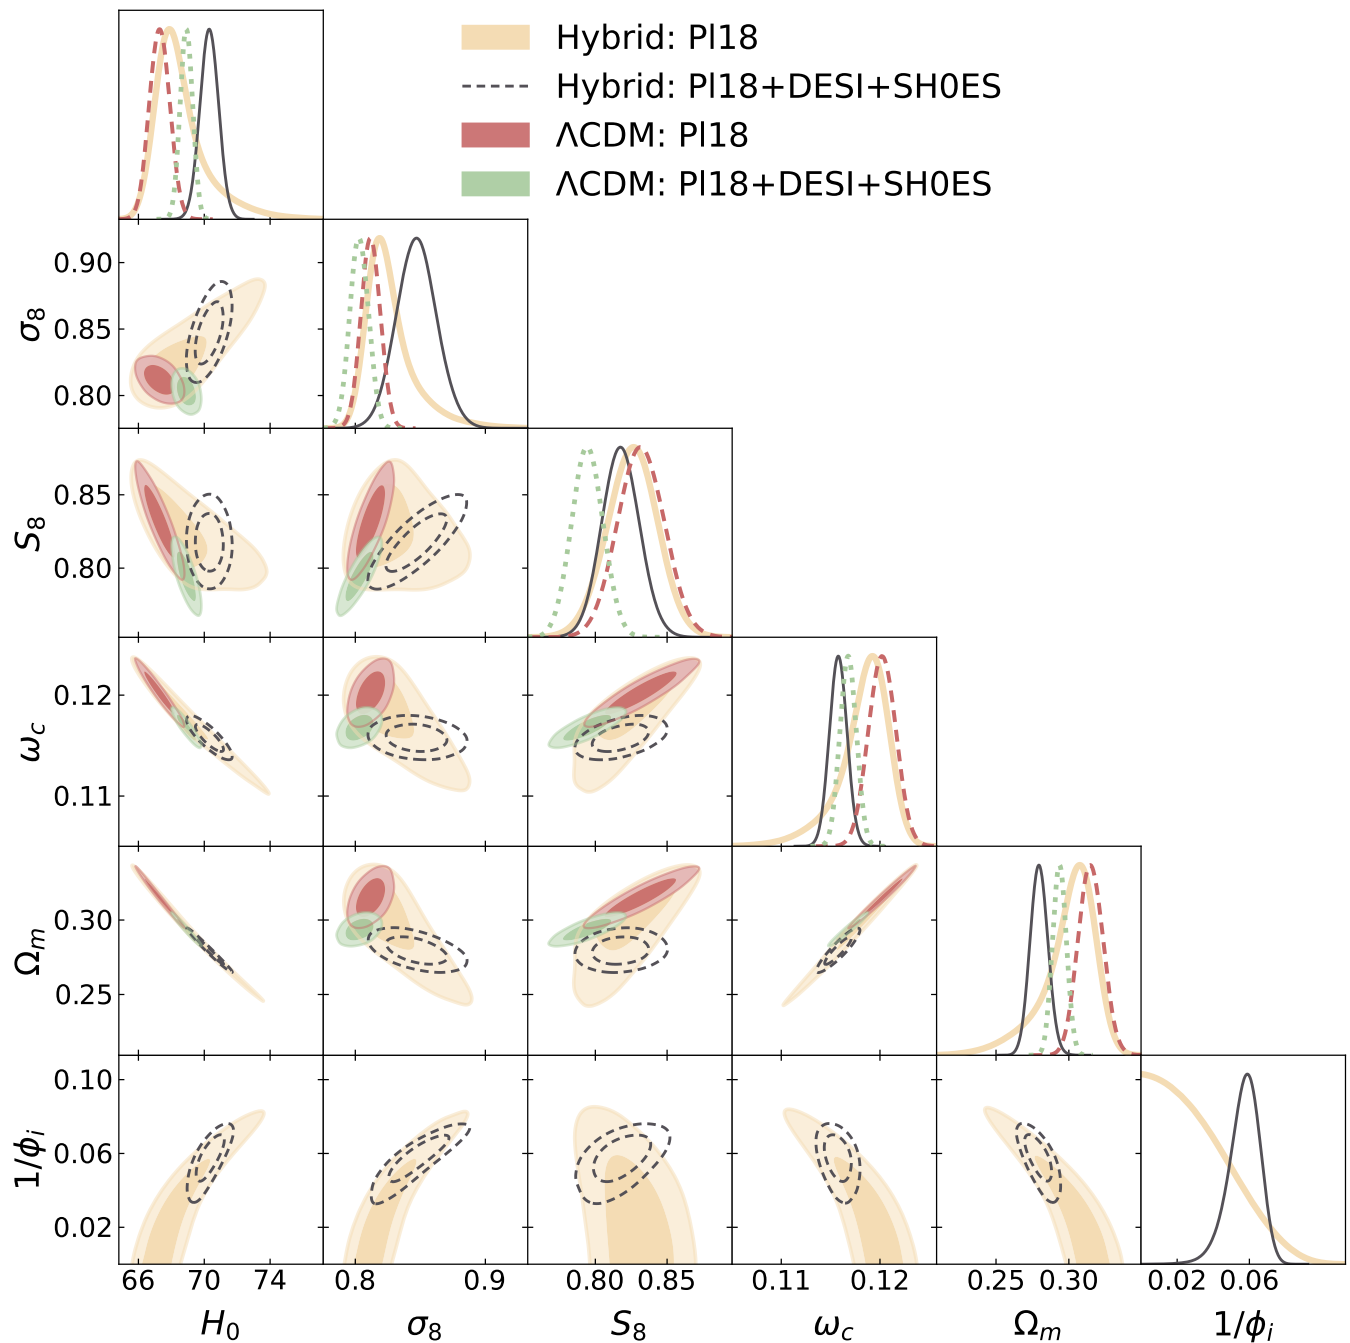 Hybrid: Pl18
Hybrid: Pl18+DESI+SH0ES
ΛCDM: Pl18
ΛCDM: Pl18+DESI+SH0ES
0.90
0.85
0.80
σ8
0.85
0.80
S8
0.12
0.11
ωc
0.30
0.25
Ωm
0.10
0.06
0.02
1/ϕi
66 70 74 0.8 0.9 0.80 0.85 0.11 0.12 0.25 0.30 0.02 0.06
H0 σ8 S8 ωc Ωm 1/ϕi